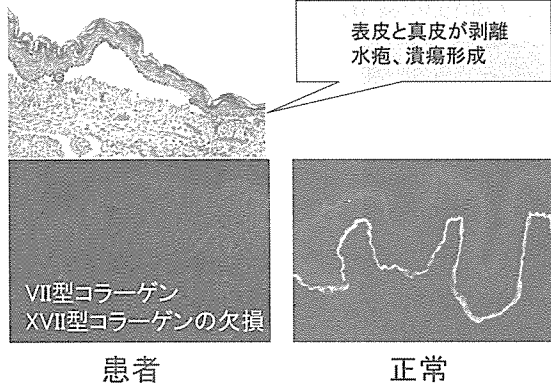 表皮と真皮が剥離
水疱、潰瘍形成
VII型コラーゲン
XVII型コラーゲンの欠損
患者
正常